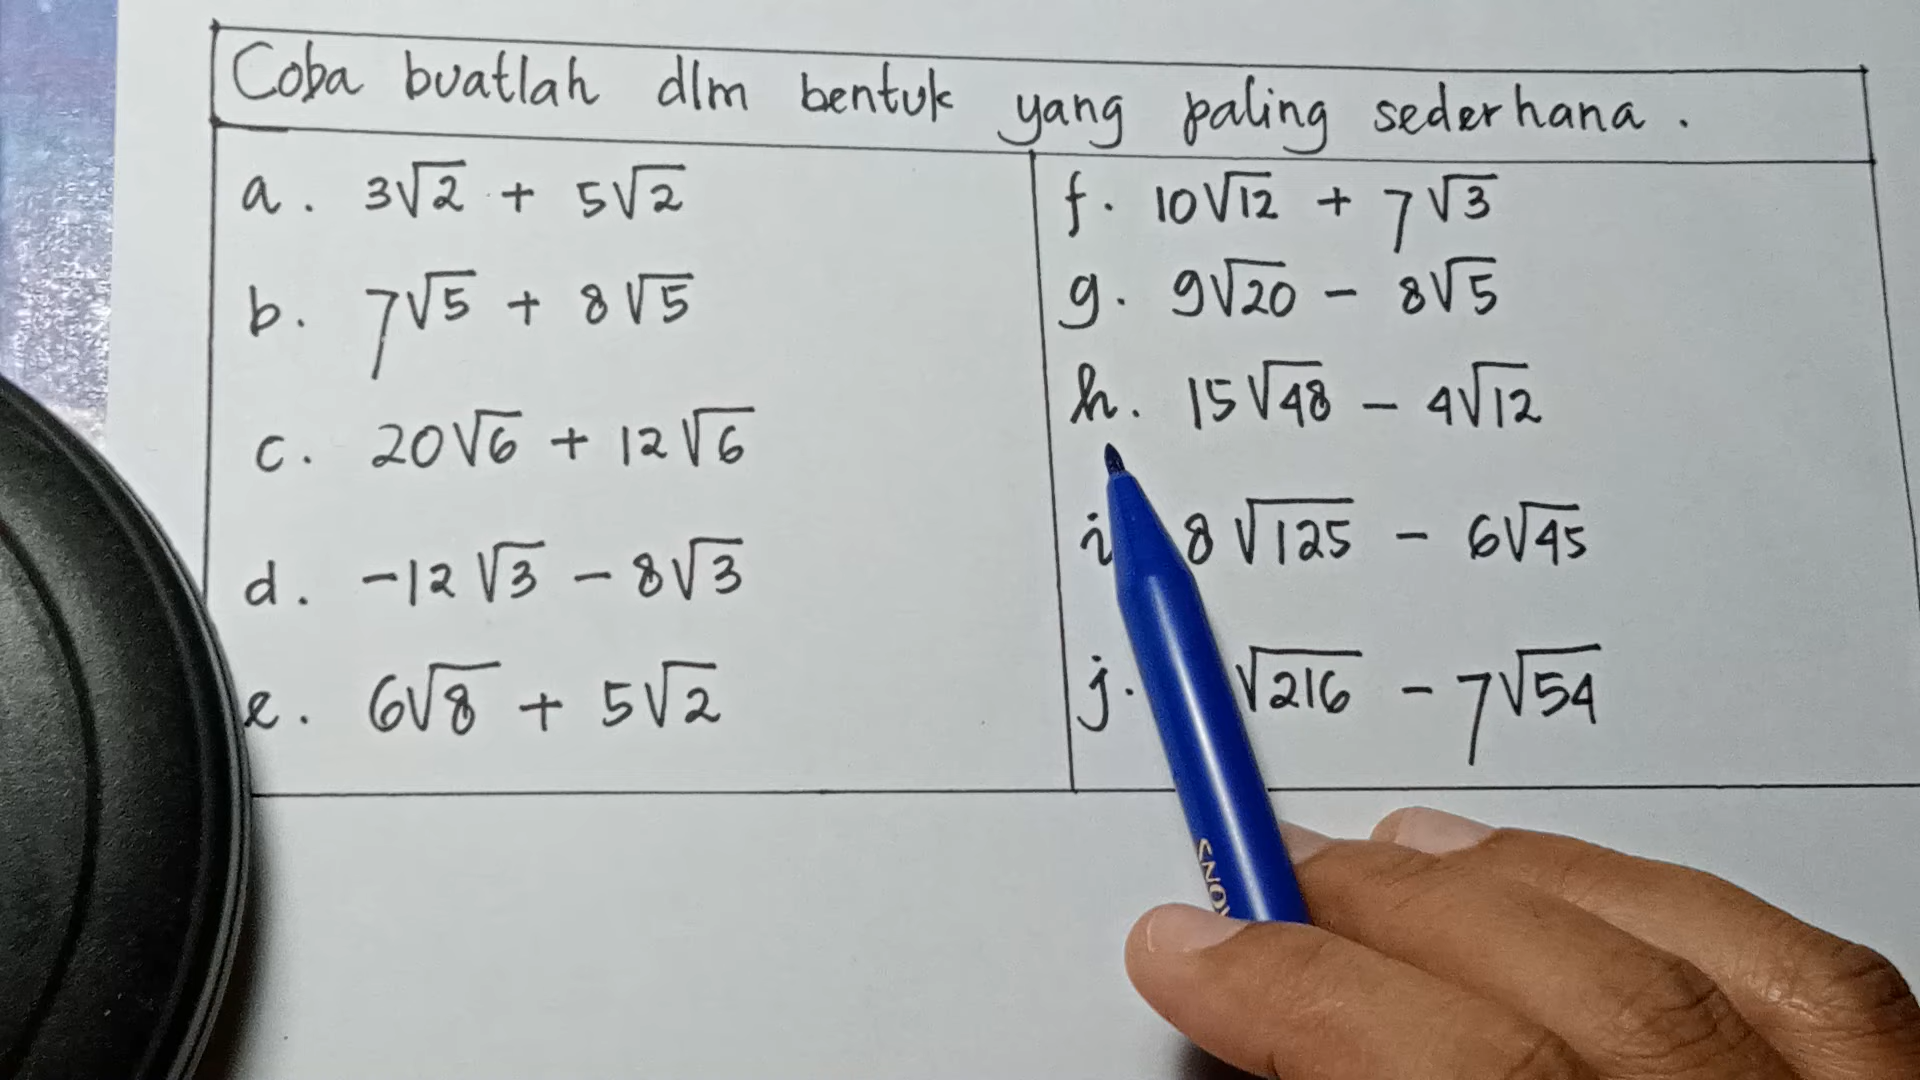 Coba buatlah dlm bentuk yang paling sederhana.
a. 3√2 + 5√2
b. 7√5 + 8√5
c. 20√6 + 12√6
d. -12√3 - 8√3
e. 6√8 + 5√2
f. 10√12 + 7√3
g. 9√20 - 8√5
h. 15√48 - 4√12
i 8√125 - 6√45
j. √216 - 7√54